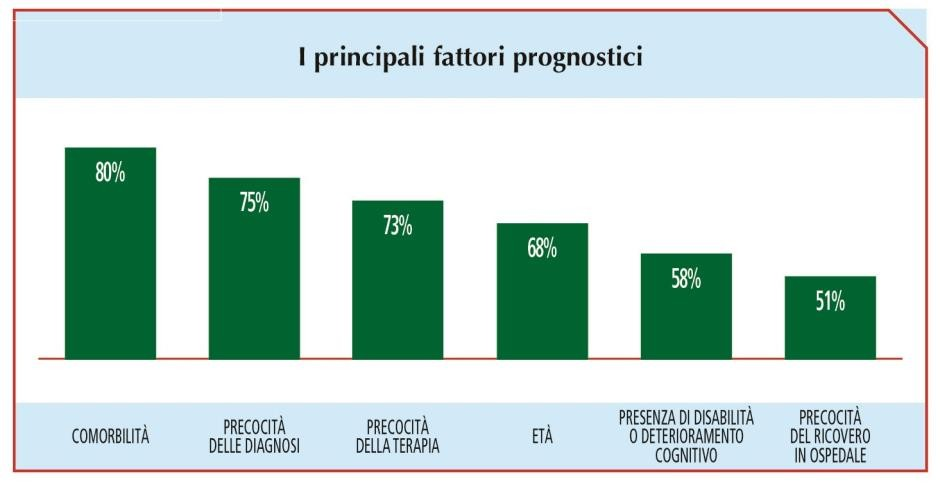 I principali fattori prognostici
80%
75%
73%
68%
58%
51%
COMORBILITÀ
PRECOCITÀ
DELLE DIAGNOSI
PRECOCITÀ
DELLA TERAPIA
ETÀ
PRESENZA DI DISABILITÀ
O DETERIORAMENTO
COGNITIVO
PRECOCITÀ
DEL RICOVERO
IN OSPEDALE